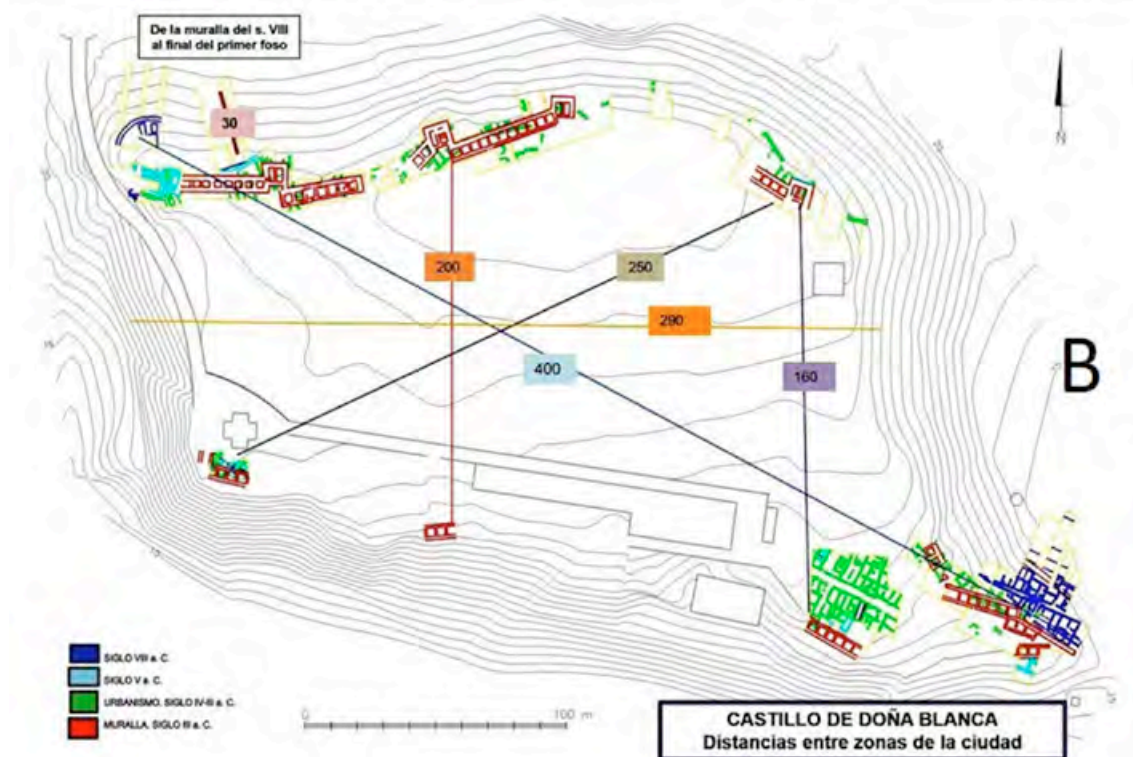 De la muralla del s. VIII
al final del primer foso
30
N
200
250
290
400
160
B
SIGLO VIII a. C.
SIGLO V a. C.
URBANISMO. SIGLO IV-III a. C.
MURALLA. SIGLO III a. C.
0 100 m
CASTILLO DE DOÑA BLANCA
Distancias entre zonas de la ciudad